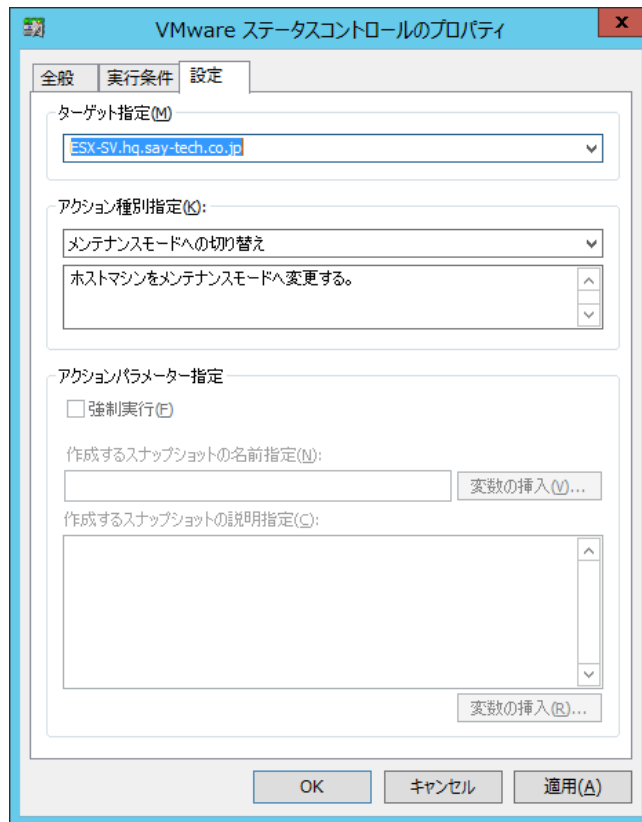 VMware ステータスコントロールのプロパティ
x
全般 実行条件 設定
ターゲット指定(M)
ESX-SV.hq.say-tech.co.jp
アクション種別指定(K):
メンテナンスモードへの切り替え
ホストマシンをメンテナンスモードへ変更する。
アクションパラメーター指定
強制実行(F)
作成するスナップショットの名前指定(N):
変数の挿入(V)...
作成するスナップショットの説明指定(C):
変数の挿入(R)...
OK キャンセル 適用(A)